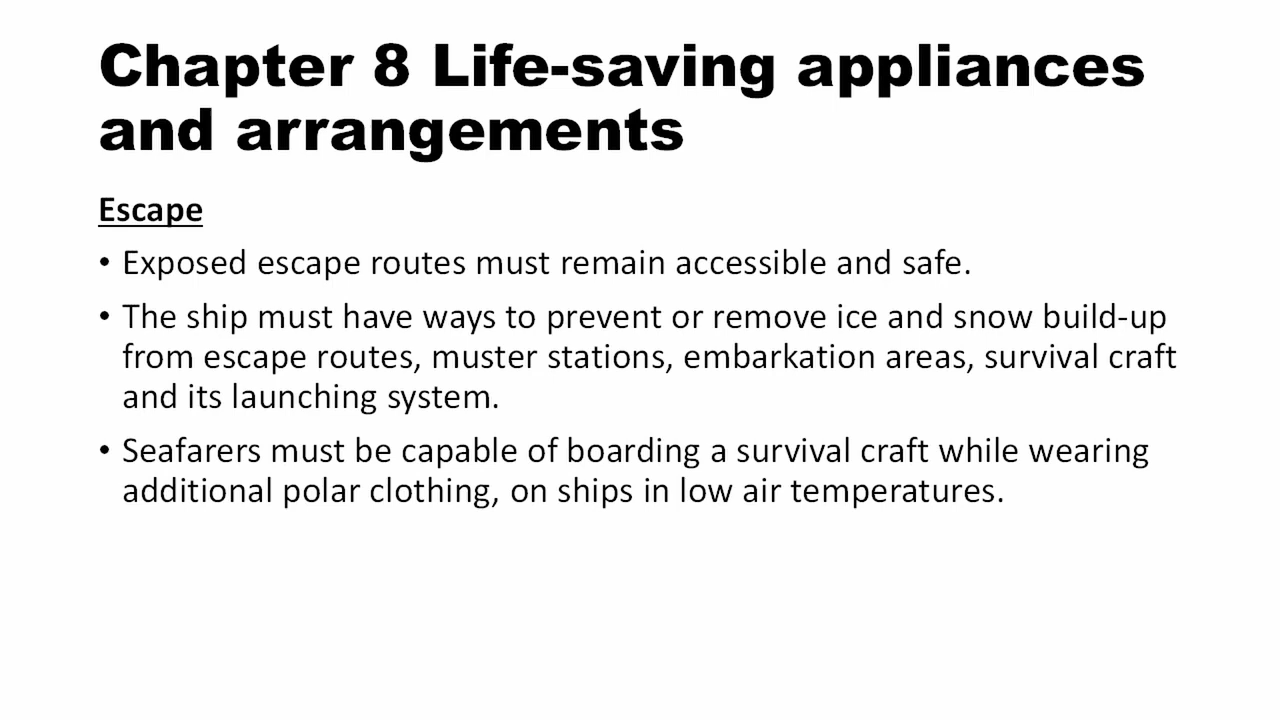 Chapter 8 Life-saving appliances
and arrangements
Escape
• Exposed escape routes must remain accessible and safe.
• The ship must have ways to prevent or remove ice and snow build-up
from escape routes, muster stations, embarkation areas, survival craft
and its launching system.
• Seafarers must be capable of boarding a survival craft while wearing
additional polar clothing, on ships in low air temperatures.